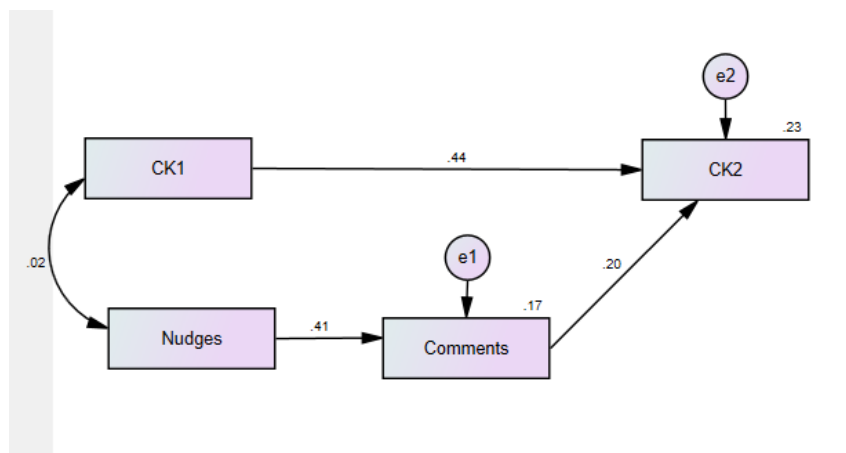 e2
.23
CK1
.44
CK2
.02
e1
.20
.17
Nudges
.41
Comments